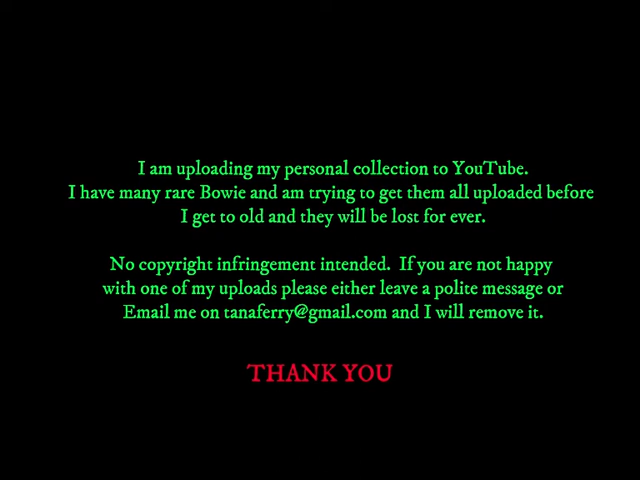 I am uploading my personal collection to YouTube.
I have many rare Bowie and am trying to get them all uploaded before
I get to old and they will be lost for ever.
No copyright infringement intended.  If you are not happy
with one of my uploads please either leave a polite message or
Email me on tanaferry@gmail.com and I will remove it.
THANK YOU